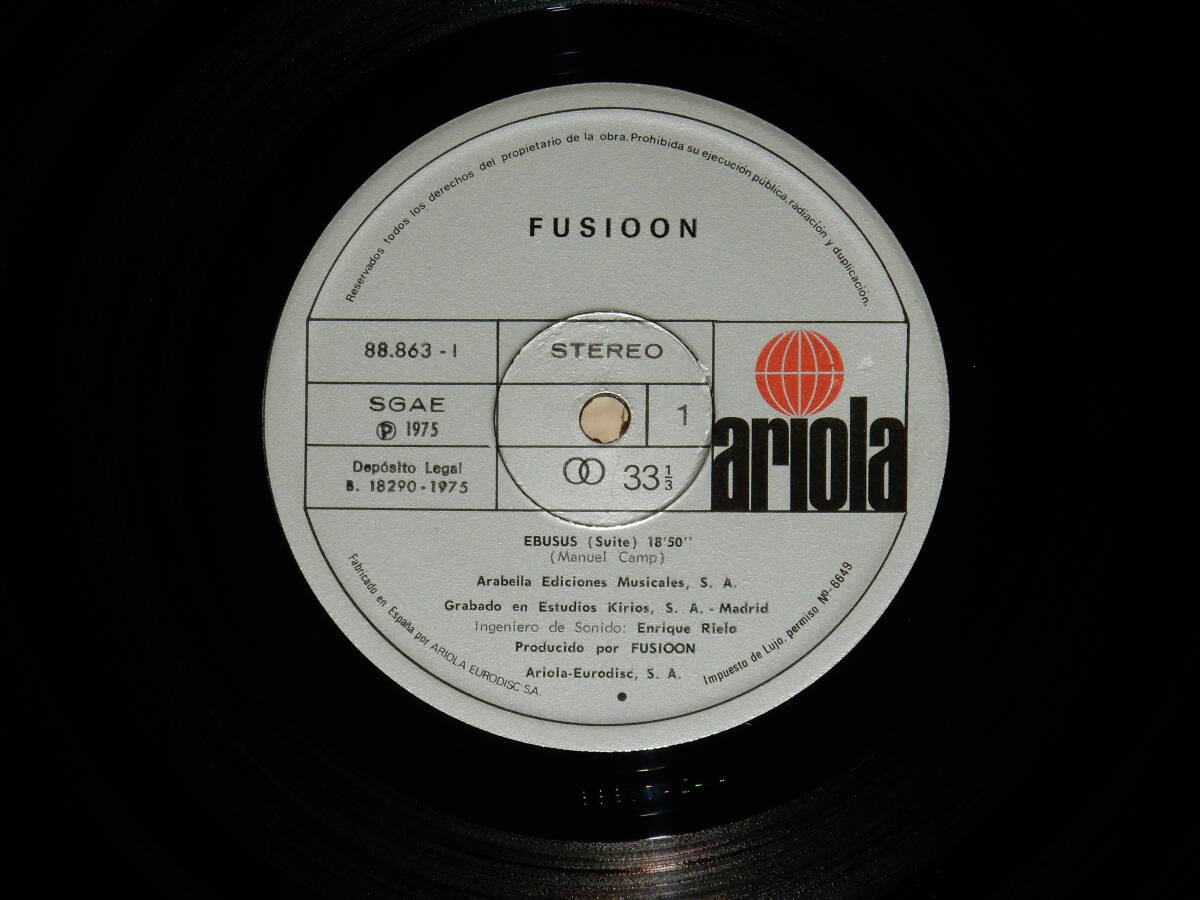 Reservados todos los derechos del propietario de la obra. Prohibida su ejecución pública, radiación y duplicación.
FUSIOON
88.863 - I
STEREO
SGAE
Ⓟ 1975
1
ariola
Depósito Legal
B. 18290-1975
33 1/3
EBUSUS (Suite) 18'50''
(Manuel Camp)
Arabella Ediciones Musicales, S. A.
Grabado en Estudios Kirios, S. A. - Madrid
Ingeniero de Sonido: Enrique Rielo
Producido por FUSIOON
Ariola-Eurodisc, S. A.
Fabricado en España por ARIOLA EURODISC S.A.
Impuesto de Lujo, permiso Nº-6649